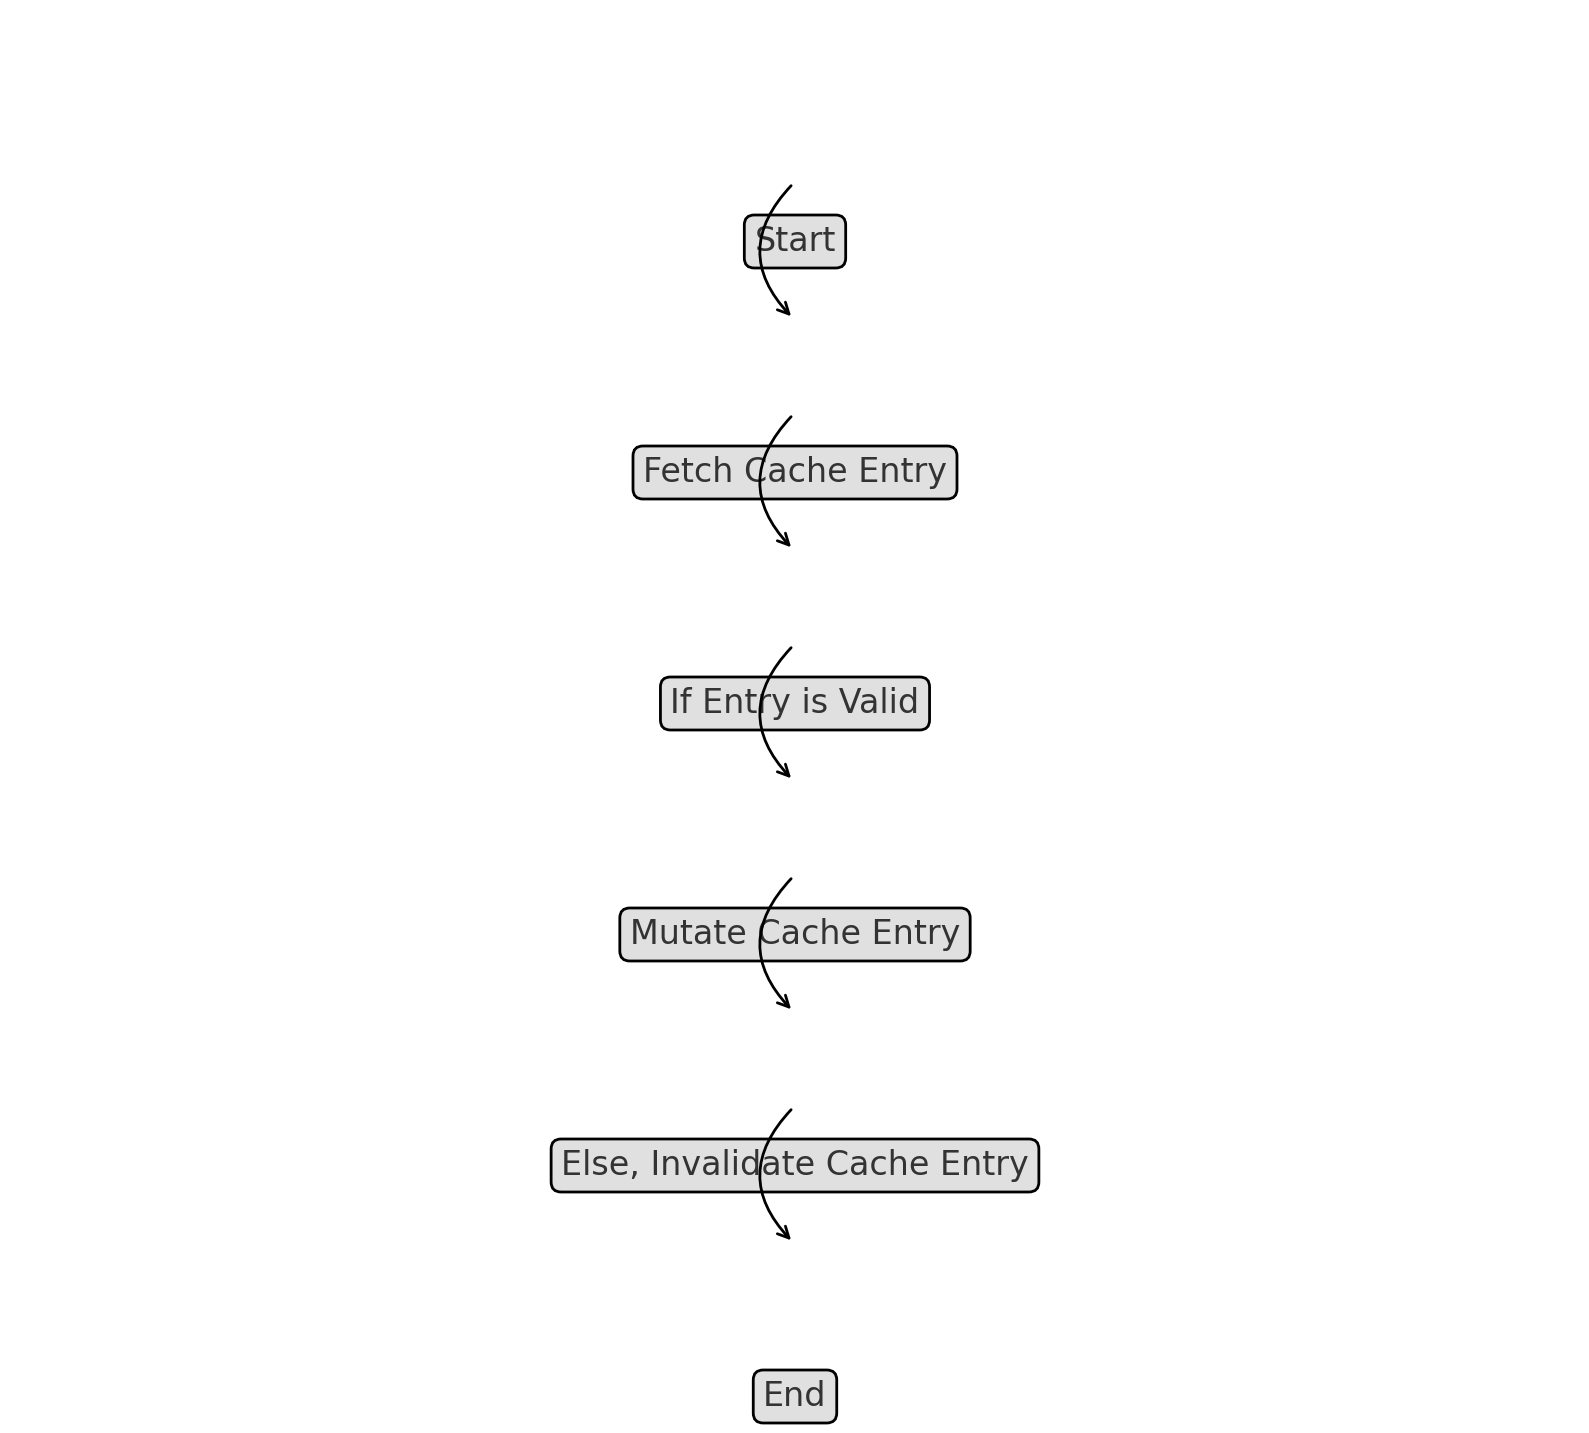 Start
Fetch Cache Entry
If Entry is Valid
Mutate Cache Entry
Else, Invalidate Cache Entry
End